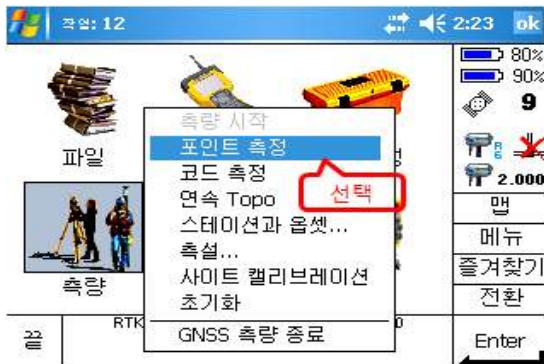 작업: 12
2:23 ok
80%
90%
9
파일
측량 시작
포인트 측정
코드 측정
선택
연속 Topo
스테이션과 옵셋...
측설...
사이트 캘리브레이션
초기화
GNSS 측량 종료
측량
R
6
2.000
맵
메뉴
즐겨찾기
전환
Enter
끝
RTK